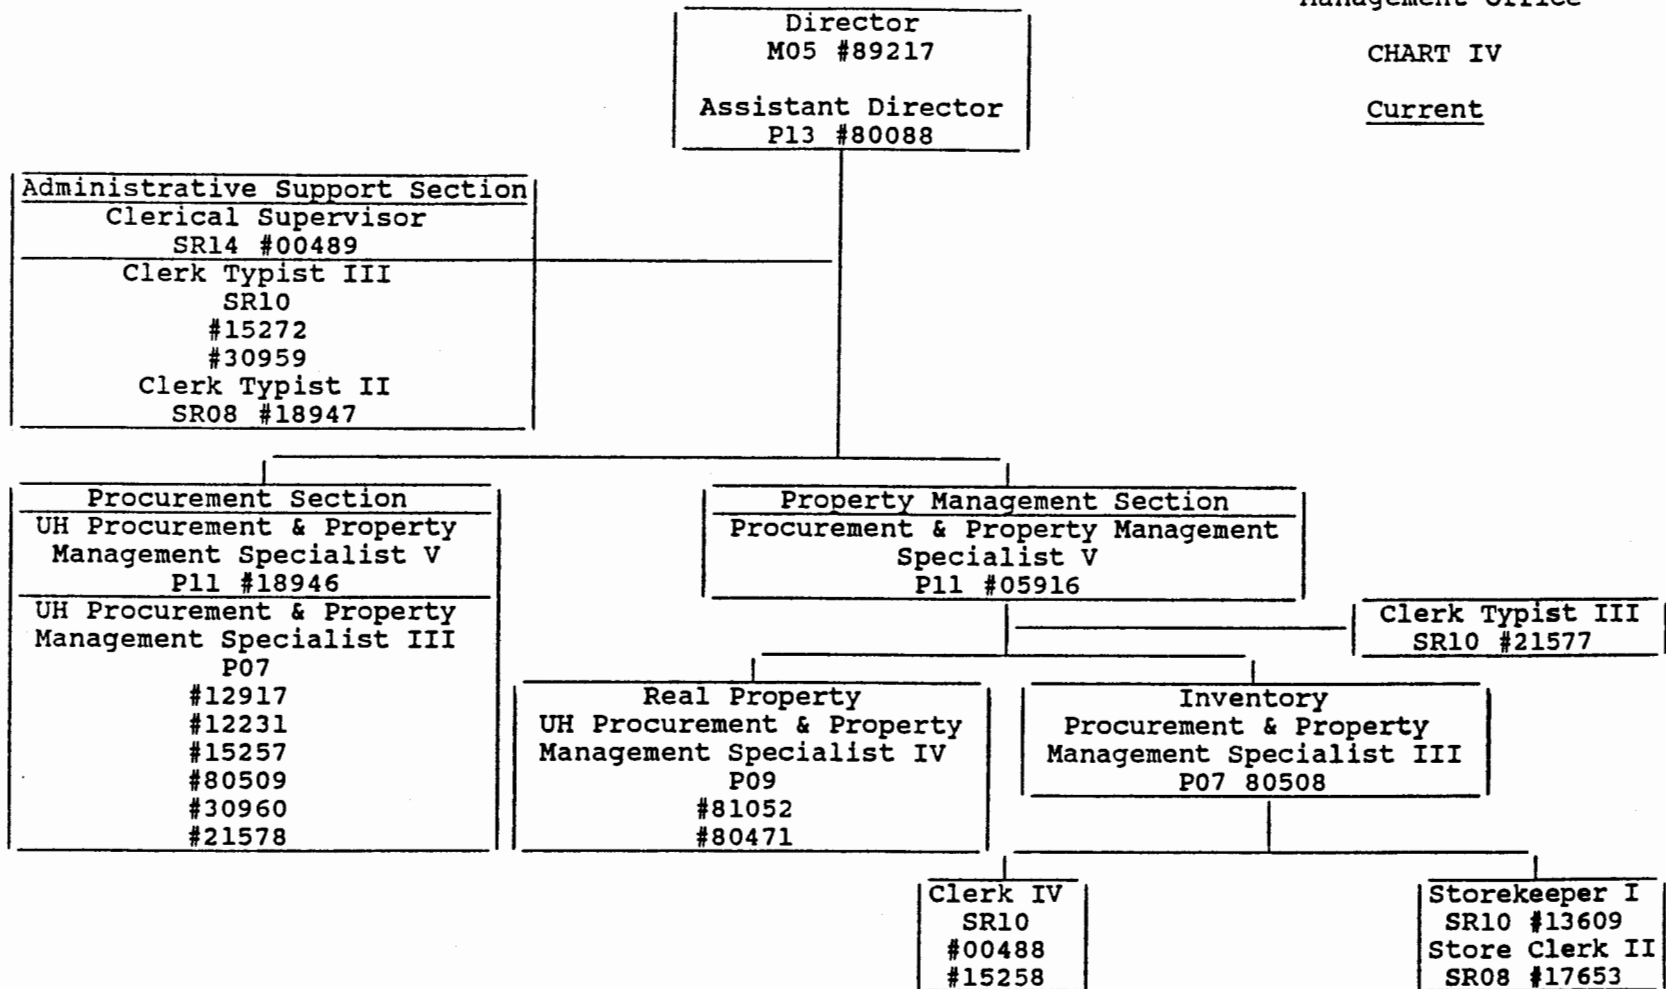 Management Office
CHART IV
Current
Director
M05 #89217
Assistant Director
P13 #80088
Administrative Support Section
Clerical Supervisor
SR14 #00489
Clerk Typist III
SR10
#15272
#30959
Clerk Typist II
SR08 #18947
Procurement Section
UH Procurement & Property
Management Specialist V
P11 #18946
UH Procurement & Property
Management Specialist III
P07
#12917
#12231
#15257
#80509
#30960
#21578
Property Management Section
Procurement & Property Management
Specialist V
P11 #05916
Clerk Typist III
SR10 #21577
Real Property
UH Procurement & Property
Management Specialist IV
P09
#81052
#80471
Inventory
Procurement & Property
Management Specialist III
P07 80508
Clerk IV
SR10
#00488
#15258
Storekeeper I
SR10 #13609
Store Clerk II
SR08 #17653